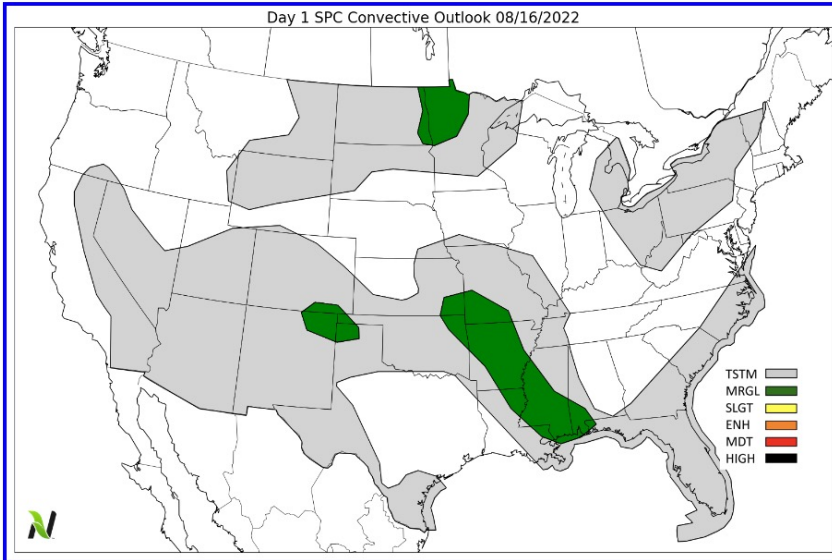 Day 1 SPC Convective Outlook 08/16/2022
TSTM
MRGL
SLGT
ENH
MDT
HIGH